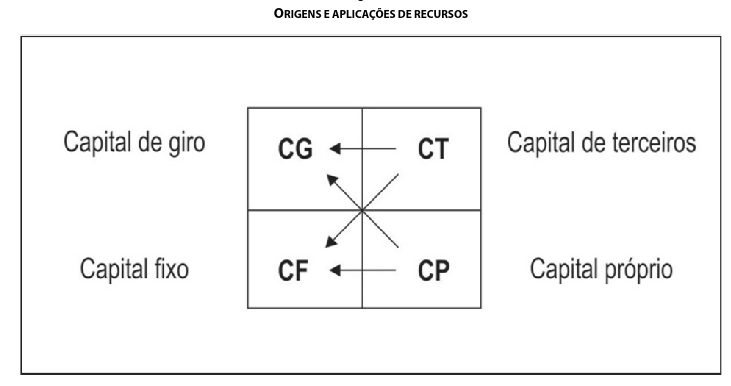 ORIGENS E APLICAÇÕES DE RECURSOS
Capital de giro CG CT Capital de terceiros
Capital fixo CF CP Capital próprio